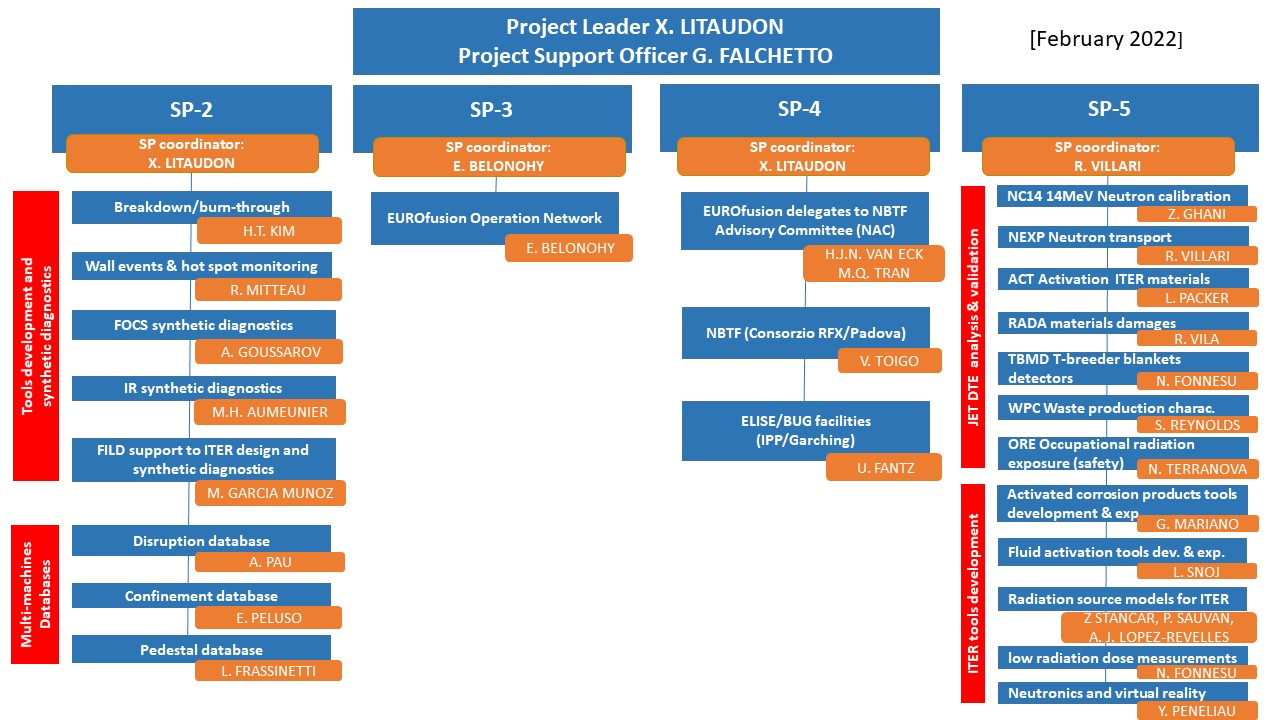 Project Leader X. LITAUDON
Project Support Officer G. FALCHETTO
[February 2022]
SP-2
SP coordinator:
X. LITAUDON
Tools development and
synthetic diagnostics
Breakdown/burn-through
H.T. KIM
Wall events & hot spot monitoring
R. MITTEAU
FOCS synthetic diagnostics
A. GOUSSAROV
IR synthetic diagnostics
M.H. AUMEUNIER
FILD support to ITER design and
synthetic diagnostics
M. GARCIA MUNOZ
Multi-machines
Databases
Disruption database
A. PAU
Confinement database
E. PELUSO
Pedestal database
L. FRASSINETTI
SP-3
SP coordinator:
E. BELONOHY
EUROfusion Operation Network
E. BELONOHY
SP-4
SP coordinator:
X. LITAUDON
EUROfusion delegates to NBTF
Advisory Committee (NAC)
H.J.N. VAN ECK
M.Q. TRAN
NBTF (Consorzio RFX/Padova)
V. TOIGO
ELISE/BUG facilities
(IPP/Garching)
U. FANTZ
SP-5
SP coordinator:
R. VILLARI
JET DTE analysis & validation
NC14 14MeV Neutron calibration
Z. GHANI
NEXP Neutron transport
R. VILLARI
ACT Activation ITER materials
L. PACKER
RADA materials damages
R. VILA
TBMD T-breeder blankets
detectors
N. FONNESU
WPC Waste production charac.
S. REYNOLDS
ORE Occupational radiation
exposure (safety)
N. TERRANOVA
ITER tools development
Activated corrosion products tools
development & exp
G. MARIANO
Fluid activation tools dev. & exp.
L. SNOJ
Radiation source models for ITER
Z STANCAR, P. SAUVAN,
A. J. LOPEZ-REVELLES
low radiation dose measurements
N. FONNESU
Neutronics and virtual reality
Y. PENELIAU